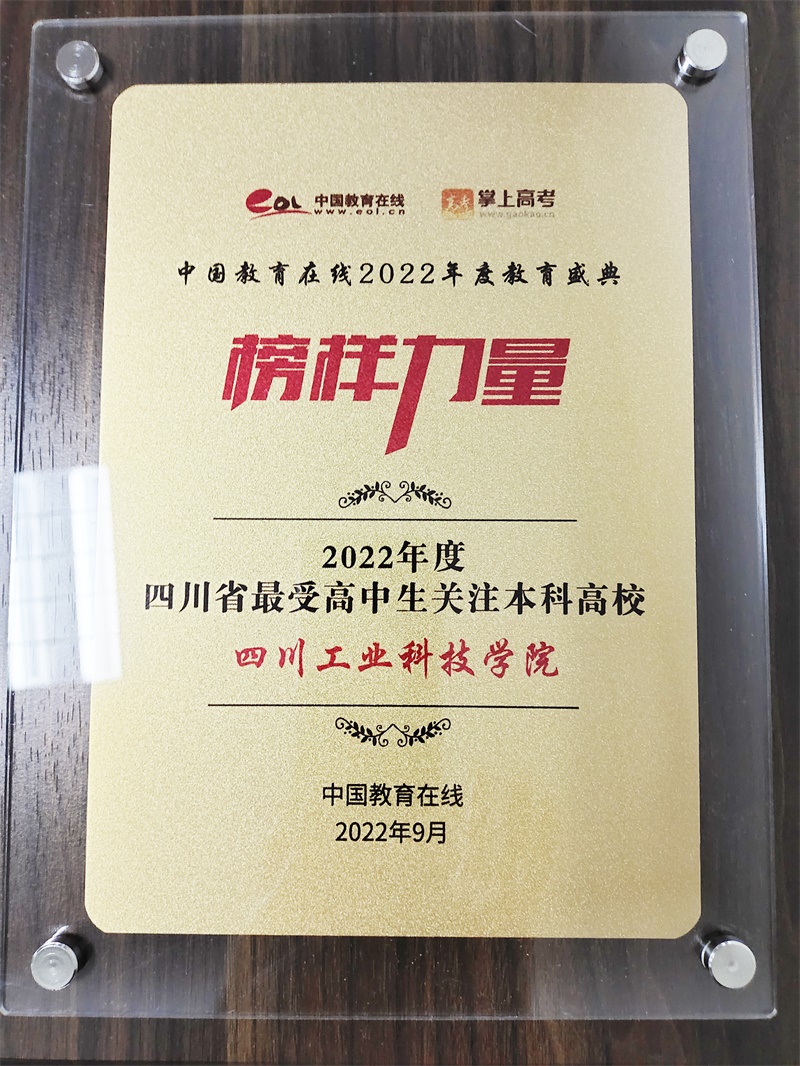 eoL 中国教育在线 掌上高考
www.eol.cn www.gaokao.cn
中国教育在线2022年度教育盛典
榜样力量
2022年度
四川省最受高中生关注本科高校
四川工业科技学院
中国教育在线
2022年9月